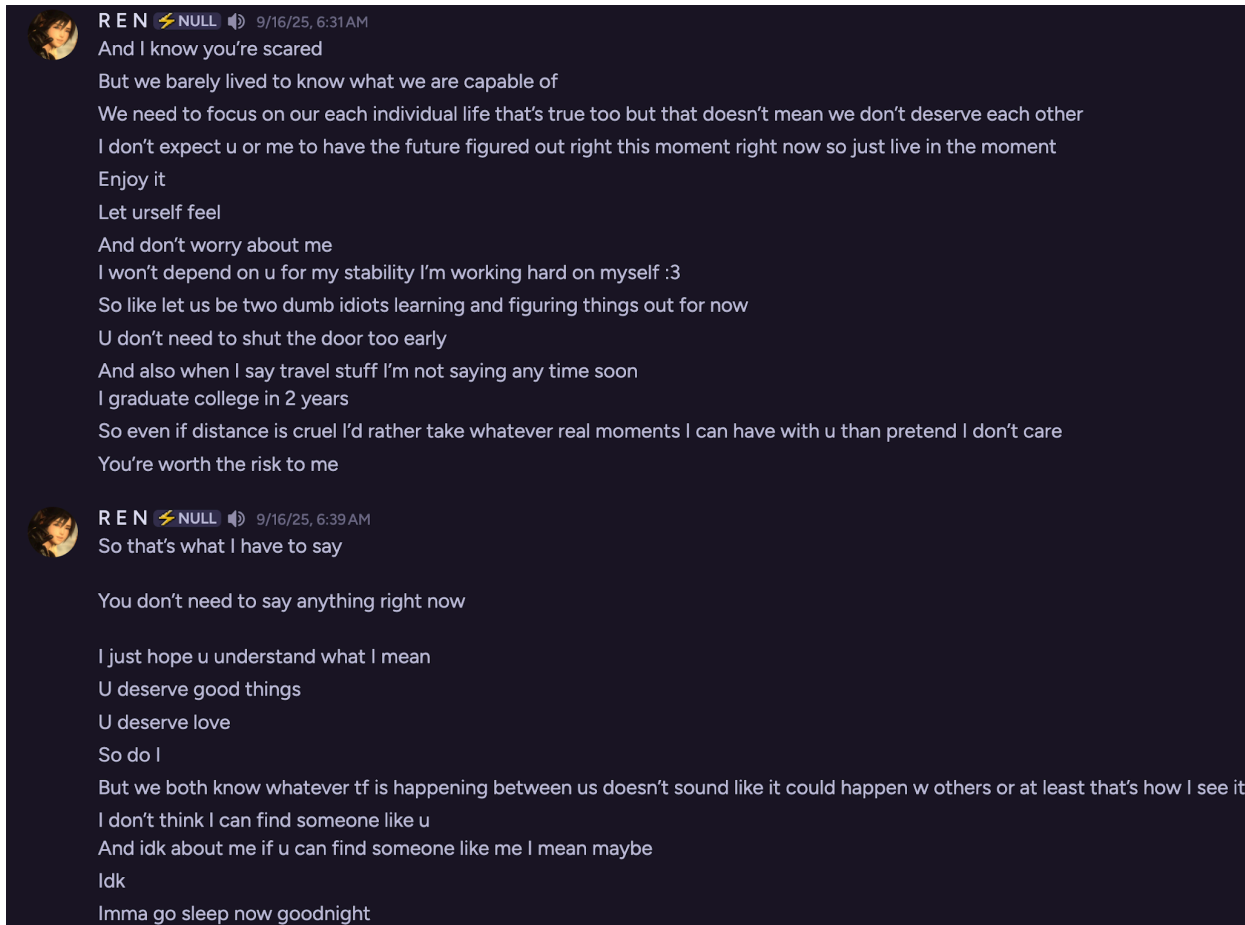 R E N ⚡NULL 9/16/25, 6:31 AM
And I know you're scared
But we barely lived to know what we are capable of
We need to focus on our each individual life that's true too but that doesn't mean we don't deserve each other
I don't expect u or me to have the future figured out right this moment right now so just live in the moment
Enjoy it
Let urself feel
And don't worry about me
I won't depend on u for my stability I'm working hard on myself :3
So like let us be two dumb idiots learning and figuring things out for now
U don't need to shut the door too early
And also when I say travel stuff I'm not saying any time soon
I graduate college in 2 years
So even if distance is cruel I'd rather take whatever real moments I can have with u than pretend I don't care
You're worth the risk to me
R E N ⚡NULL 9/16/25, 6:39 AM
So that's what I have to say
You don't need to say anything right now
I just hope u understand what I mean
U deserve good things
U deserve love
So do I
But we both know whatever tf is happening between us doesn't sound like it could happen w others or at least that's how I see it
I don't think I can find someone like u
And idk about me if u can find someone like me I mean maybe
Idk
Imma go sleep now goodnight